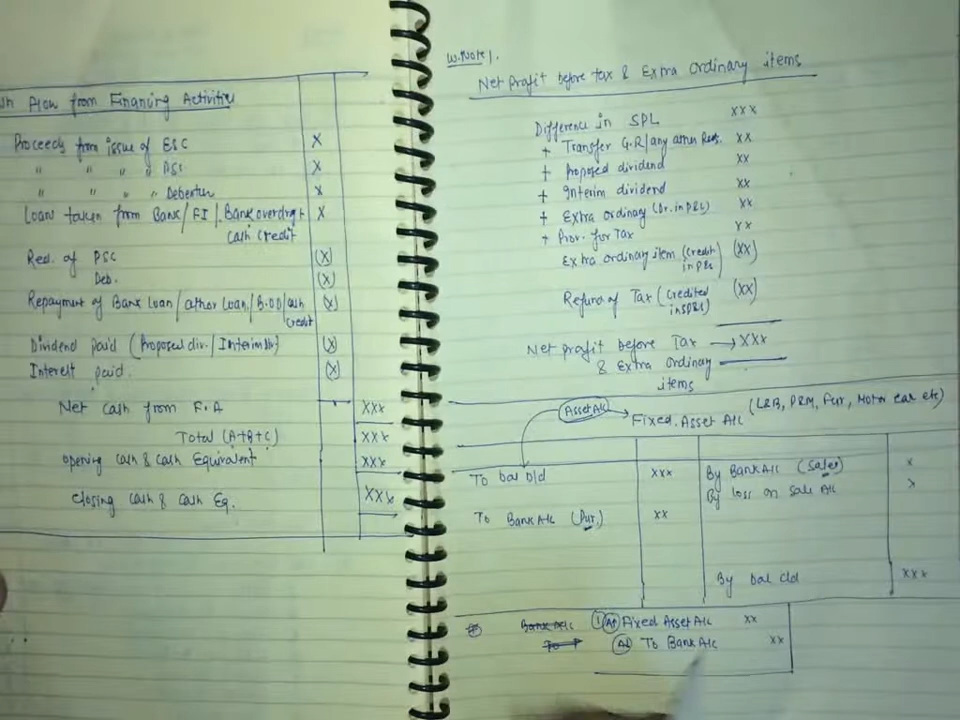 sh Flow from Financing Activities
Proceeds from issue of ESC X
" " " " PSC X
" " " " Debenture X
Loans taken from Bank/FI/Bank overdraft X
cash credit
Red. of PSC (X)
Deb. (X)
Repayment of Bank Loan/other Loan/B.OD/cash (X)
credit
Dividend paid (Proposed div./Interim div) (X)
Interest paid. (X)
Net cash from F.A XXX
Total (A+B+C) XXX
opening cash & cash Equivalent XXX
closing cash & cash Eq. XXX
W.Note 1.
Net profit before tax & Extra ordinary items
Difference in SPL XXX
+ Transfer G.R/any other Res. XX
+ Proposed dividend XX
+ Interim dividend XX
+ Extra ordinary (Dr. in P&L) XX
+ Prov. for Tax XX
Extra ordinary item (credit (XX)
in P&L)
Refund of Tax (credited (XX)
in SP&L)
Net profit before Tax → XXX
& Extra ordinary
items
Asset A/c → Fixed Asset A/c (L&B, P&M, Fur, Motor car etc)
To bal b/d XXX By Bank A/c (Sales) X
By loss on sale A/c X
To Bank A/c (Pur.) XX
By bal c/d XXX
Bank A/c ① A↑ Fixed Asset A/c XX
A↓ To Bank A/c XX